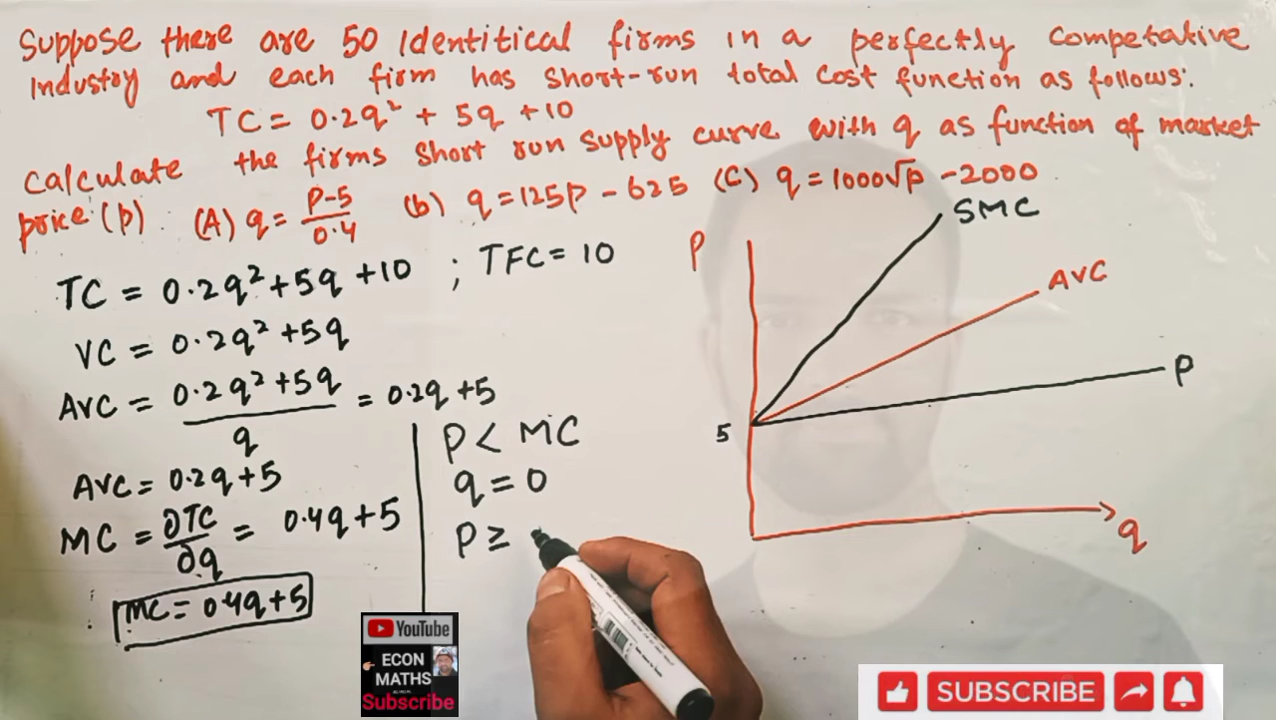 Suppose there are 50 Identitical firms in a perfectly competative
Industry and each firm has short-run total cost function as follows:
TC = 0.2q² + 5q +10
Calculate the firms short run supply curve with q as function of market
price (p). (A) q = P-5/0.4 (b) q = 125p - 625 (C) q = 1000√p - 2000
TC = 0.2q² + 5q +10 ; TFC = 10
VC = 0.2q² + 5q
AVC = 0.2q² + 5q / q = 0.2q + 5
AVC = 0.2q + 5
MC = ∂TC/∂q = 0.4q + 5
MC = 0.4q + 5
P < MC
q = 0
P ≥
P
SMC
AVC
P
5
q
YouTube
ECON
MATHS
Subscribe
SUBSCRIBE